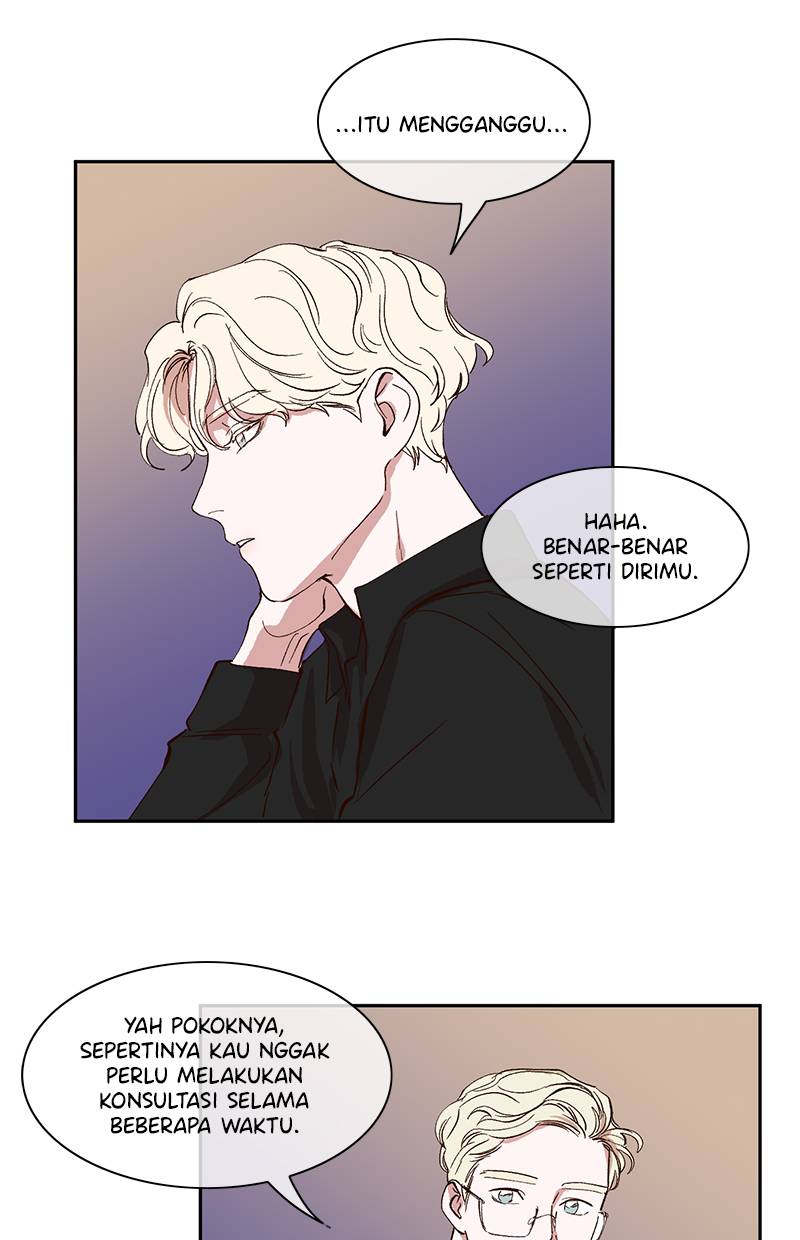 ...ITU MENGGANGGU...
HAHA.
BENAR-BENAR
SEPERTI DIRIMU.
YAH POKOKNYA,
SEPERTINYA KAU NGGAK
PERLU MELAKUKAN
KONSULTASI SELAMA
BEBERAPA WAKTU.